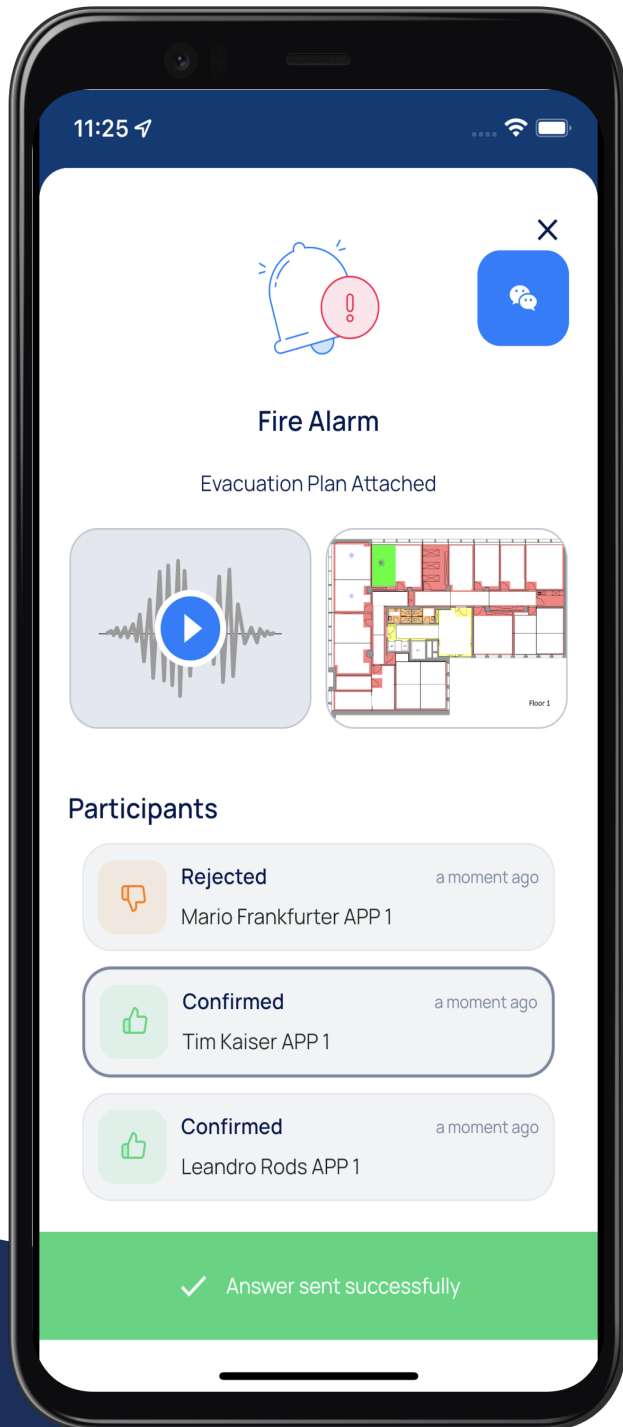 11:25
Fire Alarm
Evacuation Plan Attached
Floor 1
Participants
Rejected a moment ago
Mario Frankfurter APP 1
Confirmed a moment ago
Tim Kaiser APP 1
Confirmed a moment ago
Leandro Rods APP 1
Answer sent successfully